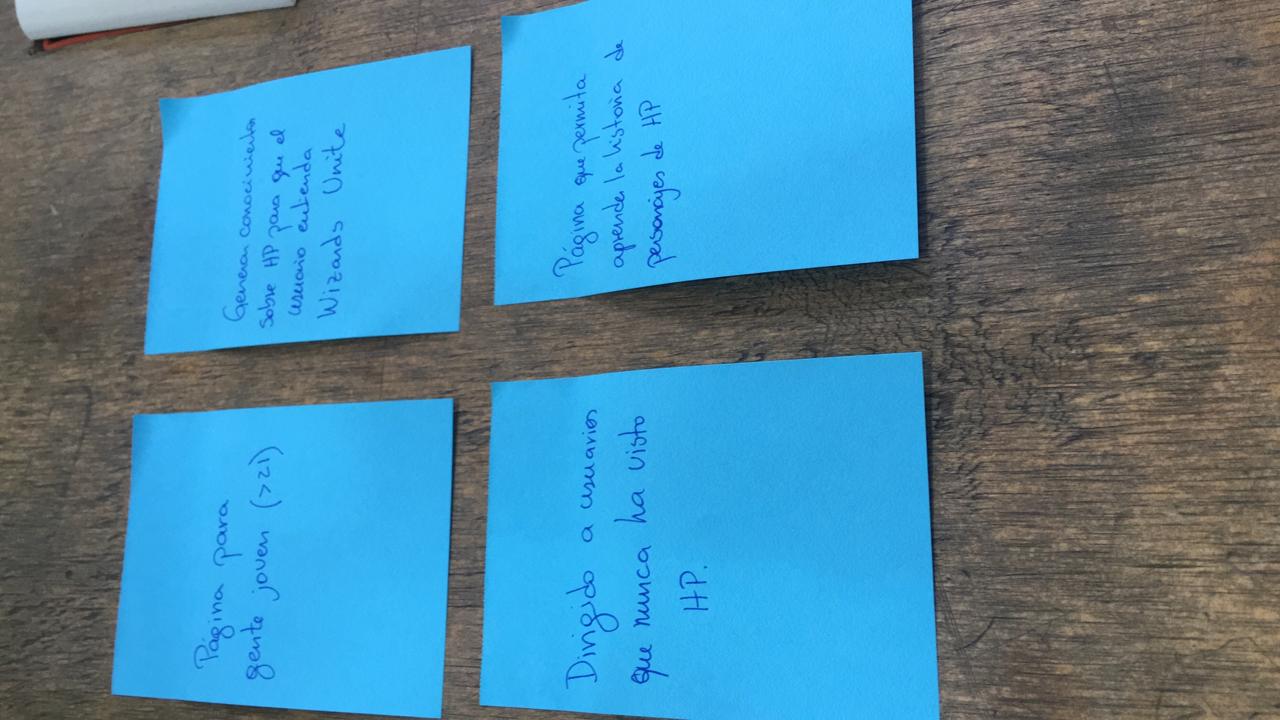 Página para
gente joven (>21)
Generar conocimientos
sobre HP para que el
usuario entienda
Wizards Unite
Dirigido a usuarios
que nunca ha visto
HP.
Página que permita
aprender la historia de
personajes de HP